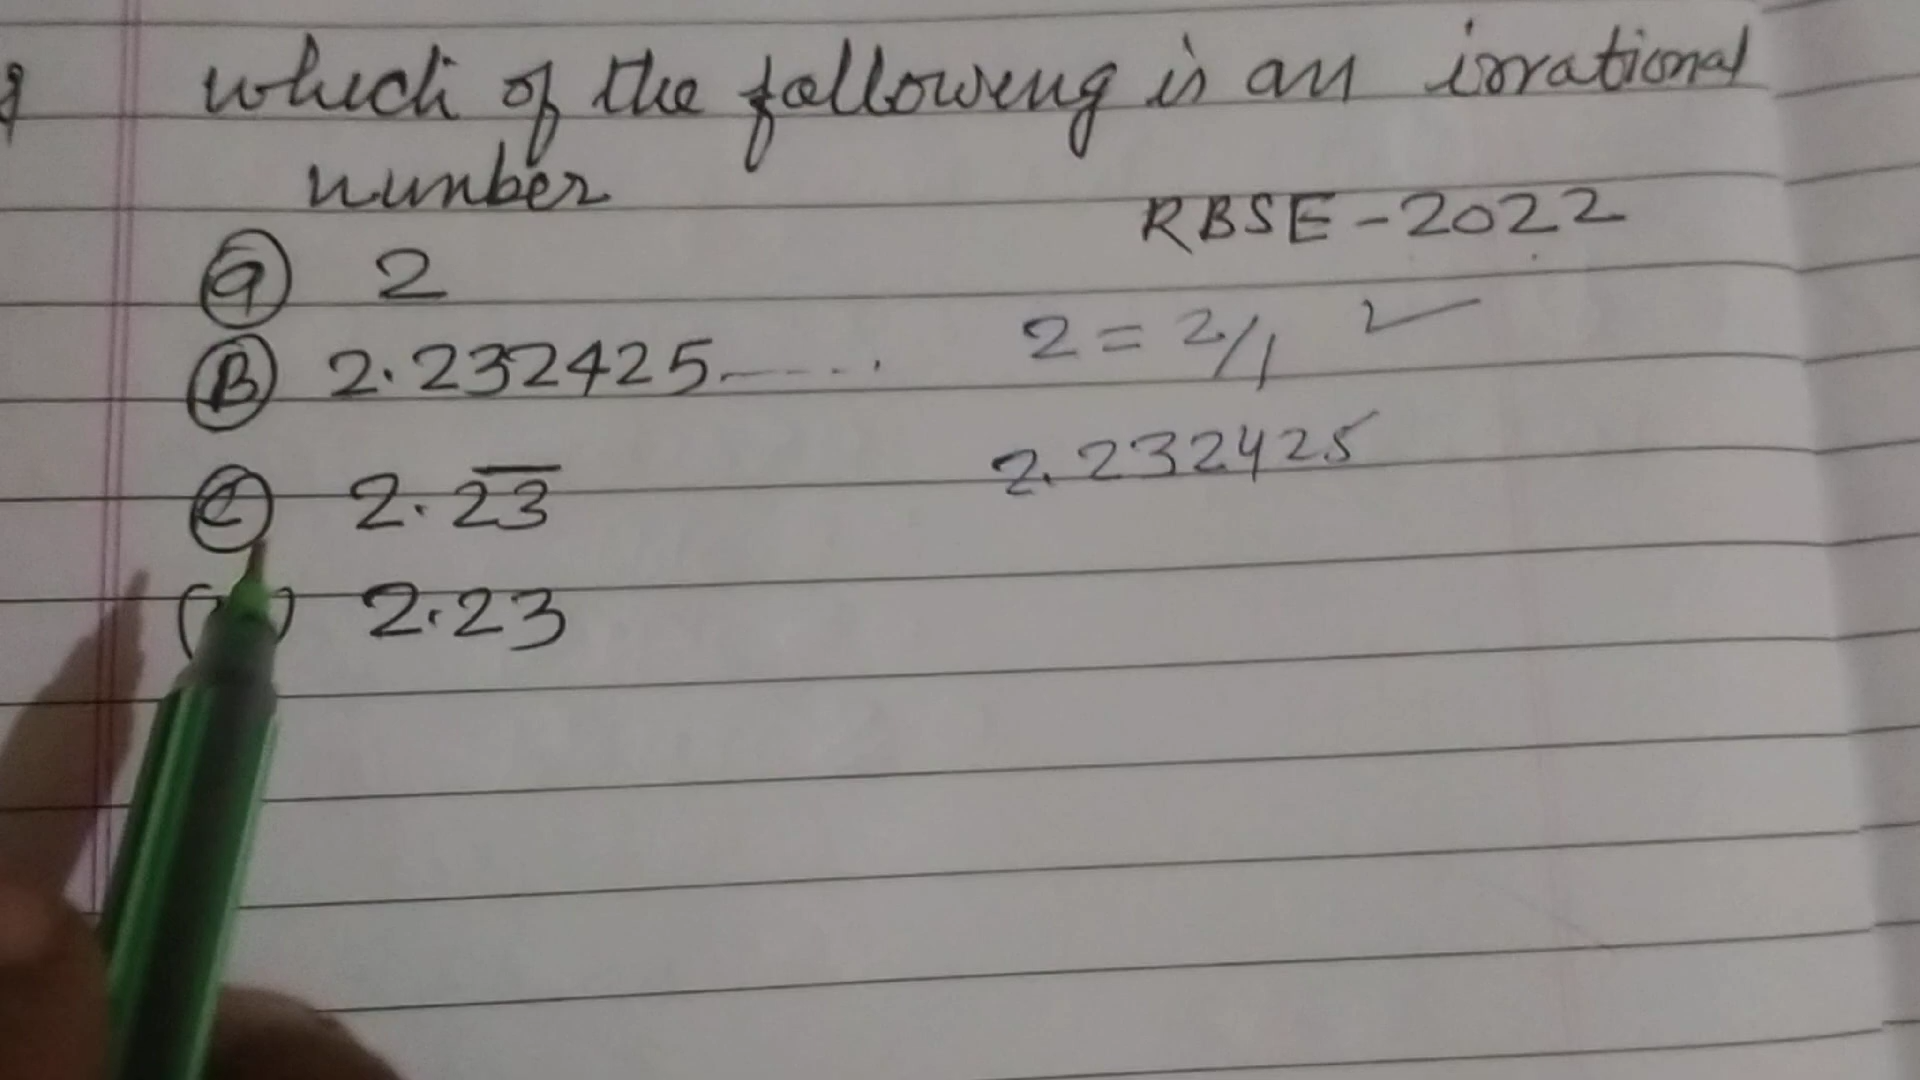 which of the following is an irrational
number
RBSE - 2022
(a) 2
(B) 2.232425.......
2 = 2/1 ✓
2.232425
(C) 2.2̅3̅
2.23